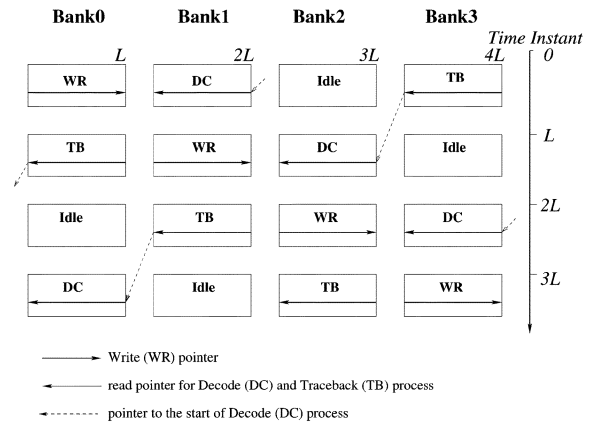 Bank0 Bank1 Bank2 Bank3
Time Instant
L 2L 3L 4L 0
WR DC Idle TB
L
TB WR DC Idle
2L
Idle TB WR DC
3L
DC Idle TB WR
Write (WR) pointer
read pointer for Decode (DC) and Traceback (TB) process
pointer to the start of Decode (DC) process